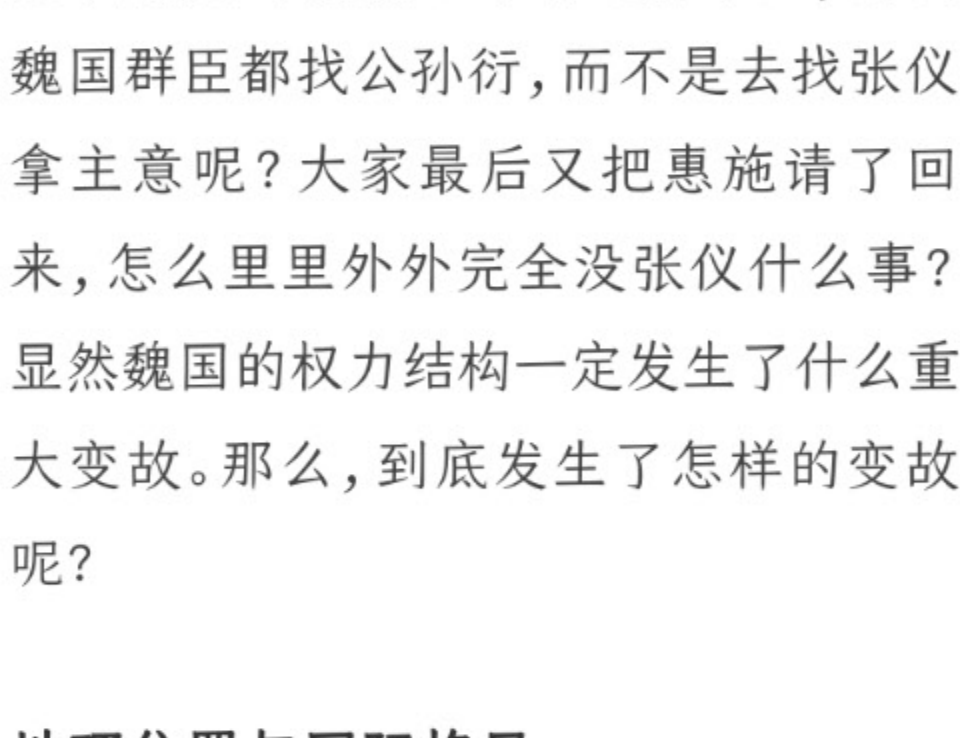 魏国群臣都找公孙衍，而不是去找张仪
拿主意呢？大家最后又把惠施请了回
来，怎么里里外外完全没张仪什么事？
显然魏国的权力结构一定发生了什么重
大变故。那么，到底发生了怎样的变故
呢？